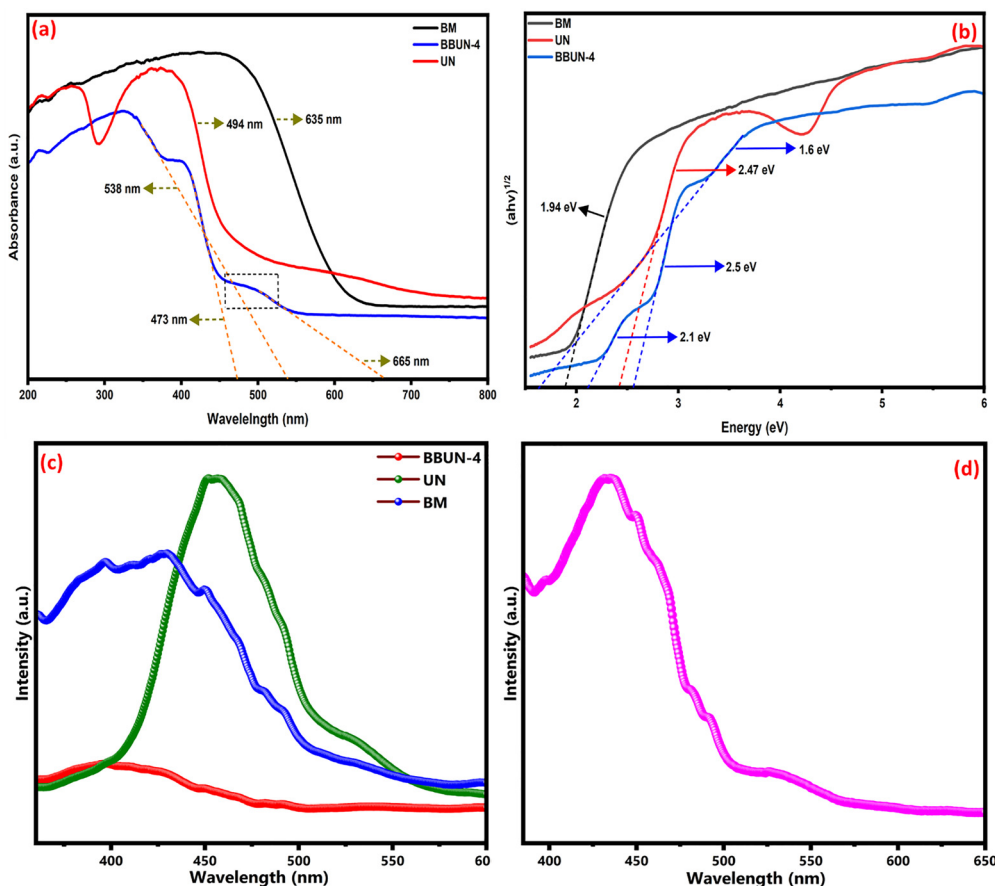 (a)
BM
BBUN-4
UN
494 nm
635 nm
538 nm
473 nm
665 nm
Absorbance (a.u.)
200 300 400 500 600 700 800
Wavelelngth (nm)
(b)
BM
UN
BBUN-4
1.6 eV
2.47 eV
1.94 eV
2.5 eV
2.1 eV
(ahv)1/2
2 3 4 5 6
Energy (eV)
(c)
BBUN-4
UN
BM
Intensity (a.u.)
400 450 500 550 60
Wavelength (nm)
(d)
Intensity (a.u.)
400 450 500 550 600 650
Wavelength (nm)